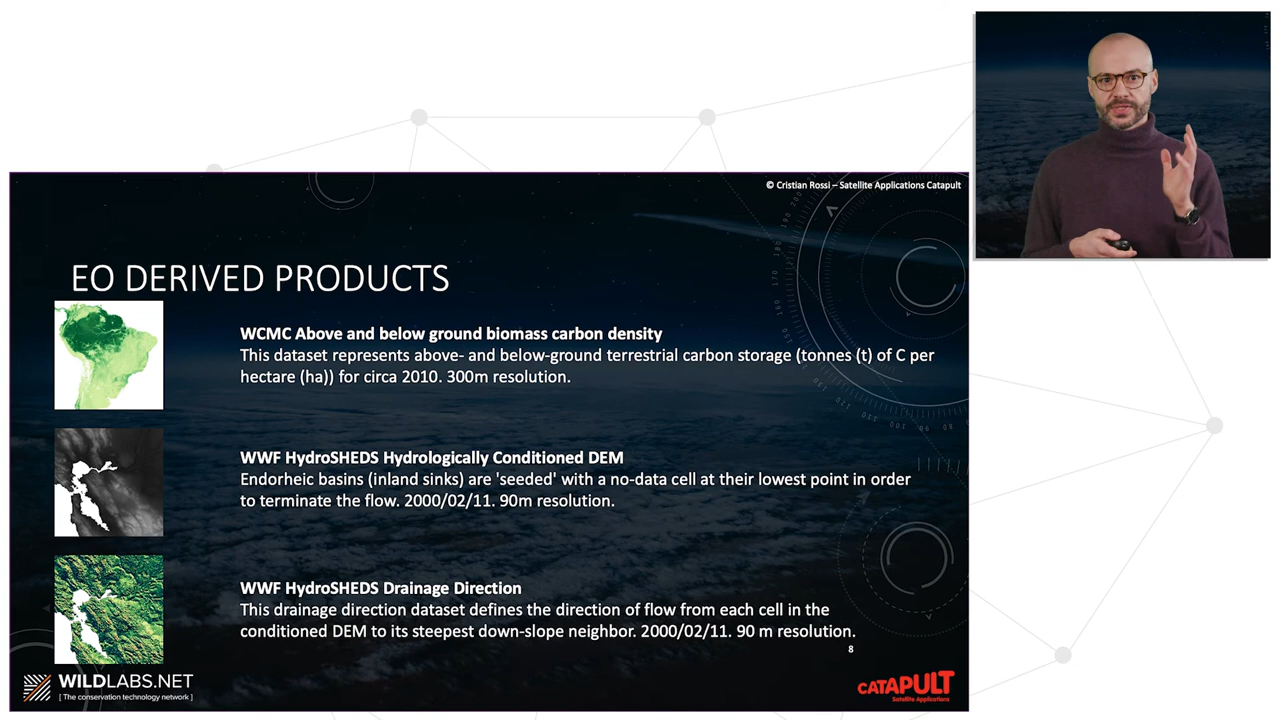 © Cristian Rossi – Satellite Applications Catapult
EO DERIVED PRODUCTS
WCMC Above and below ground biomass carbon density
This dataset represents above- and below-ground terrestrial carbon storage (tonnes (t) of C per
hectare (ha)) for circa 2010. 300m resolution.
WWF HydroSHEDS Hydrologically Conditioned DEM
Endorheic basins (inland sinks) are 'seeded' with a no-data cell at their lowest point in order
to terminate the flow. 2000/02/11. 90m resolution.
WWF HydroSHEDS Drainage Direction
This drainage direction dataset defines the direction of flow from each cell in the
conditioned DEM to its steepest down-slope neighbor. 2000/02/11. 90 m resolution.
8
WILDLABS.NET
[ The conservation technology network ]
CATAPULT
Satellite Applications